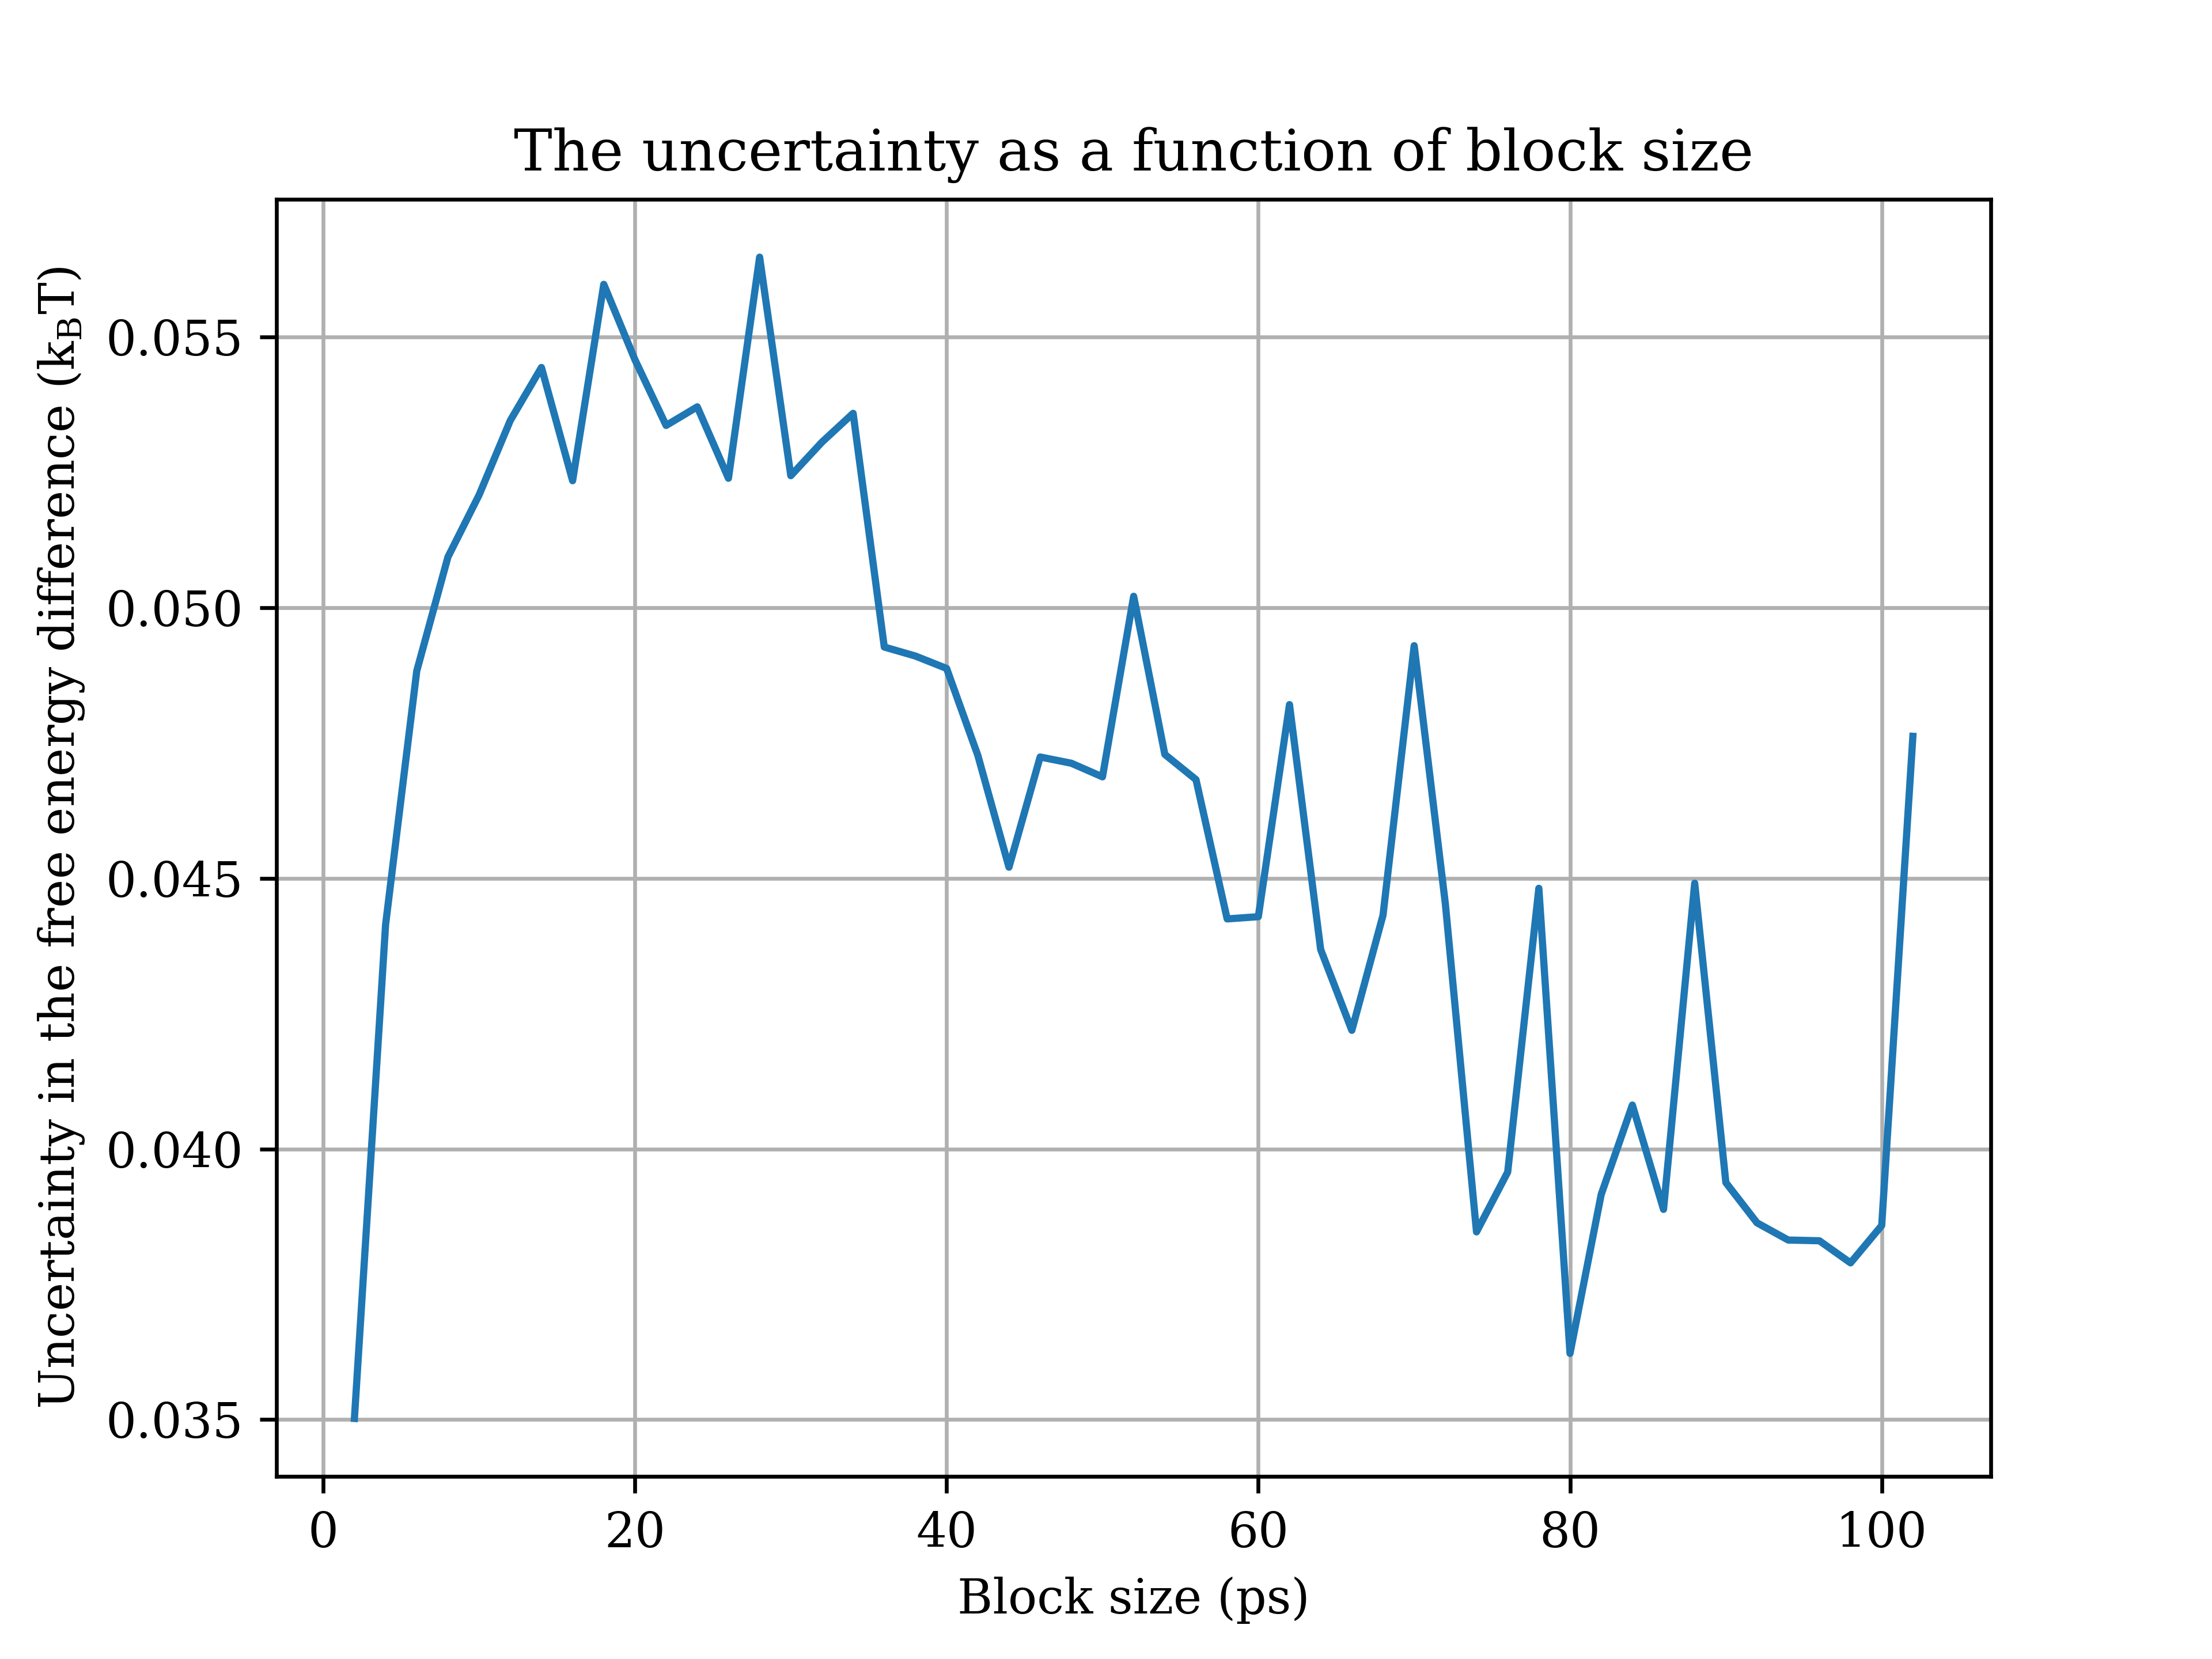 The uncertainty as a function of block size
Uncertainty in the free energy difference (k_BT)
0.055
0.050
0.045
0.040
0.035
0 20 40 60 80 100
Block size (ps)